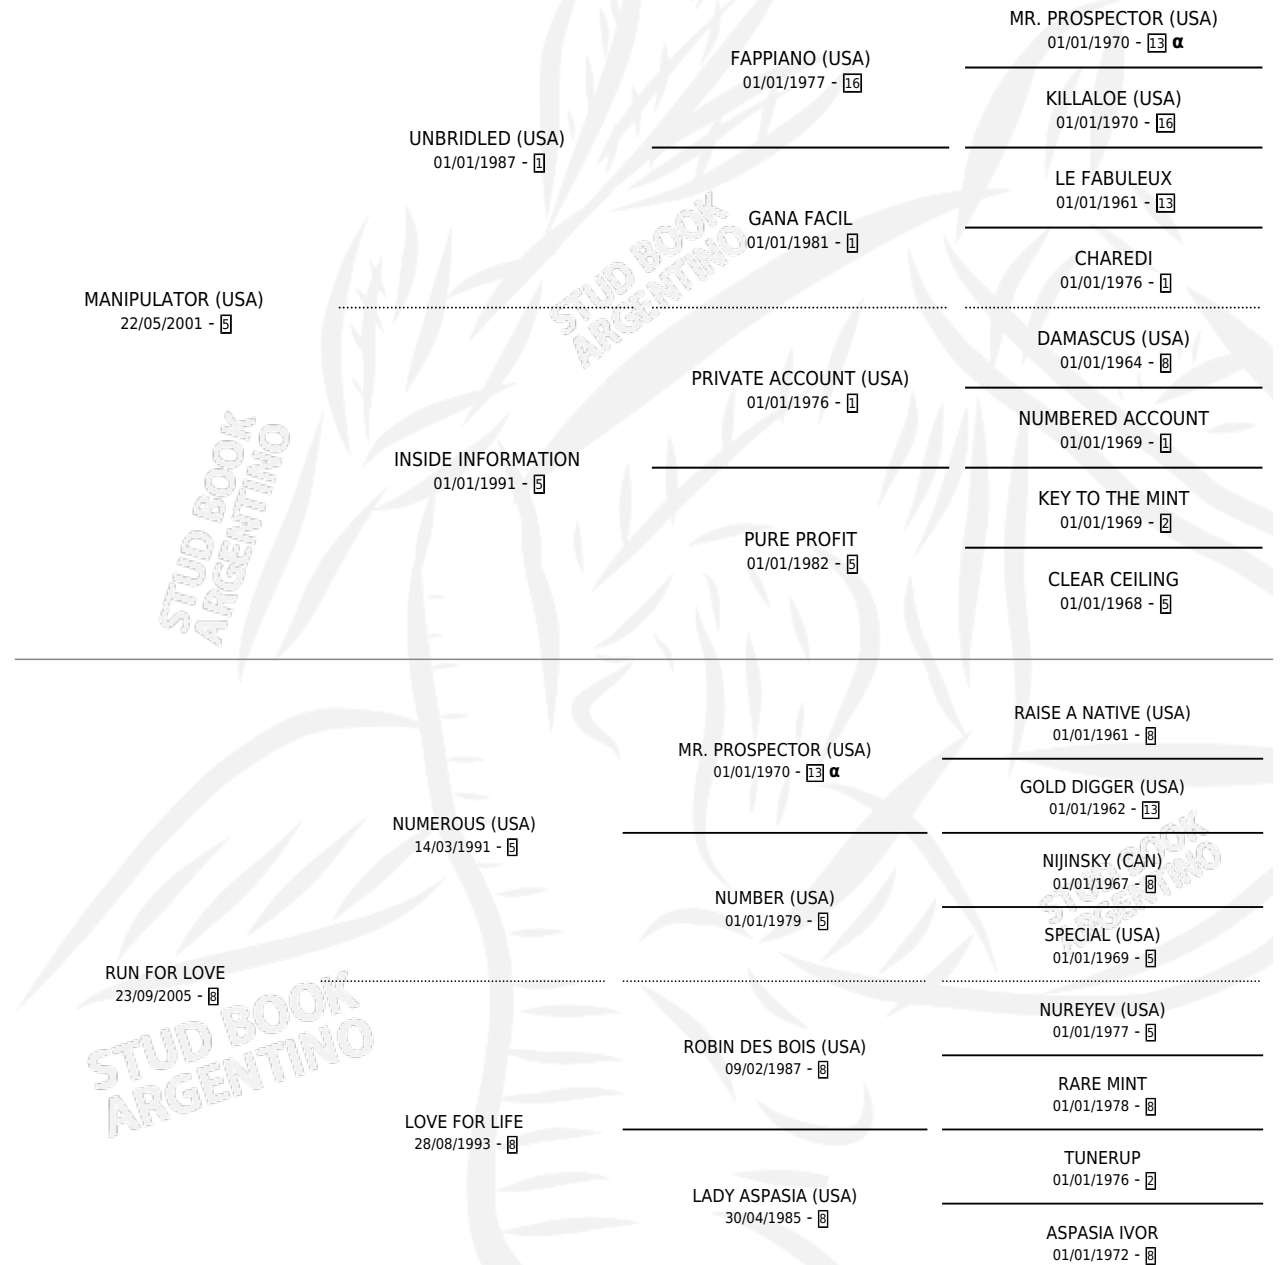 MR. PROSPECTOR (USA)
01/01/1970 - 13 α
FAPPIANO (USA)
01/01/1977 - 16
KILLALOE (USA)
01/01/1970 - 16
UNBRIDLED (USA)
01/01/1987 - 1
LE FABULEUX
01/01/1961 - 13
GANA FACIL
01/01/1981 - 1
CHAREDI
01/01/1976 - 1
MANIPULATOR (USA)
22/05/2001 - 5
DAMASCUS (USA)
01/01/1964 - 8
PRIVATE ACCOUNT (USA)
01/01/1976 - 1
NUMBERED ACCOUNT
01/01/1969 - 1
INSIDE INFORMATION
01/01/1991 - 5
KEY TO THE MINT
01/01/1969 - 2
PURE PROFIT
01/01/1982 - 5
CLEAR CEILING
01/01/1968 - 5
RAISE A NATIVE (USA)
01/01/1961 - 8
MR. PROSPECTOR (USA)
01/01/1970 - 13 α
GOLD DIGGER (USA)
01/01/1962 - 13
NUMEROUS (USA)
14/03/1991 - 5
NIJINSKY (CAN)
01/01/1967 - 8
NUMBER (USA)
01/01/1979 - 5
SPECIAL (USA)
01/01/1969 - 5
RUN FOR LOVE
23/09/2005 - 8
NUREYEV (USA)
01/01/1977 - 5
ROBIN DES BOIS (USA)
09/02/1987 - 8
RARE MINT
01/01/1978 - 8
LOVE FOR LIFE
28/08/1993 - 8
TUNERUP
01/01/1976 - 2
LADY ASPASIA (USA)
30/04/1985 - 8
ASPASIA IVOR
01/01/1972 - 8
STUD BOOK
ARGENTINO
STUD BOOK
ARGENTINO
STUD BOOK
ARGENTINO
STUD BOOK
ARGENTINO